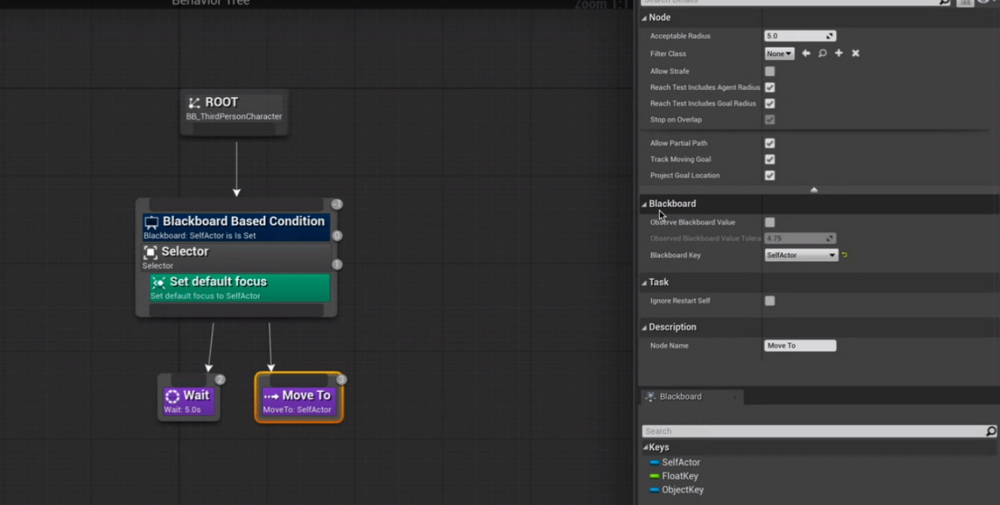 Behavior Tree
Zoom 1:1
ROOT
BB_ThirdPersonCharacter
-1
Blackboard Based Condition
Blackboard: SelfActor is Is Set
0
Selector
Selector
1
Set default focus
Set default focus to SelfActor
2
Wait
Wait: 5.0s
3
Move To
MoveTo: SelfActor
Search Details
Node
Acceptable Radius 5.0
Filter Class None
Allow Strafe
Reach Test Includes Agent Radius
Reach Test Includes Goal Radius
Stop on Overlap
Allow Partial Path
Track Moving Goal
Project Goal Location
Blackboard
Observe Blackboard Value
Observed Blackboard Value Tolera 4.75
Blackboard Key SelfActor
Task
Ignore Restart Self
Description
Node Name Move To
Blackboard
Search
Keys
SelfActor
FloatKey
ObjectKey